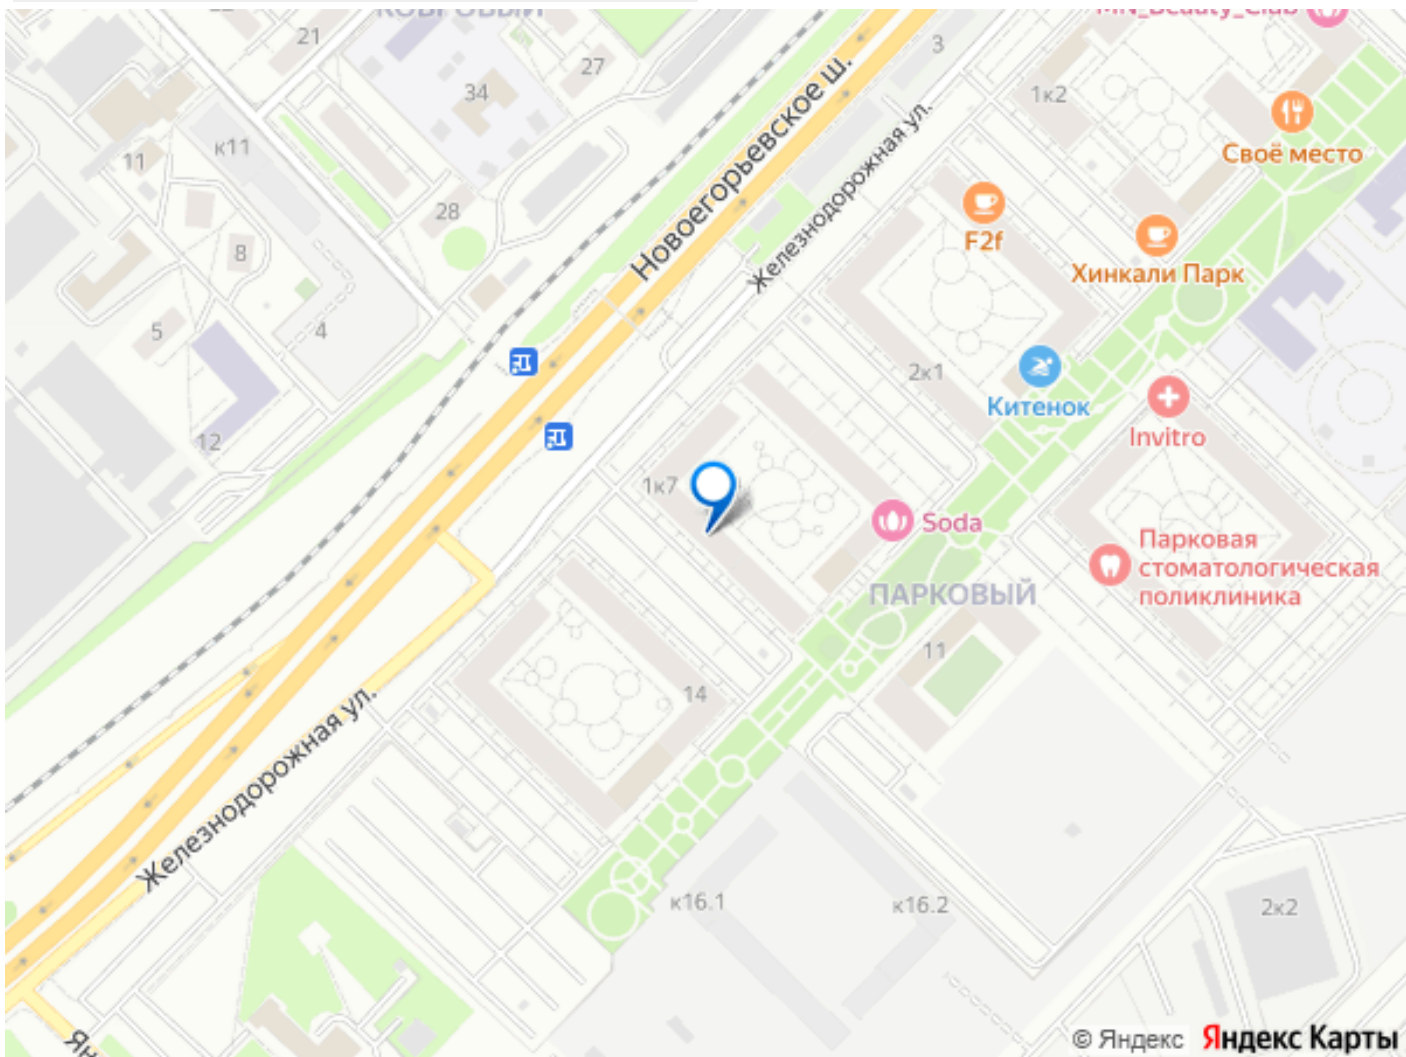 КОВРОВЫЙ
MN_Beauty_Club
21
27
34
3
1к2
Новоегорьевское ш.
Железнодорожная ул.
Своё место
11
к11
28
8
5
4
12
F2f
Хинкали Парк
2к1
Китенок
Invitro
1к7
Soda
Парковая
стоматологическая
поликлиника
ПАРКОВЫЙ
11
14
Железнодорожная ул.
к16.1
к16.2
2к2
© Яндекс Яндекс Карты